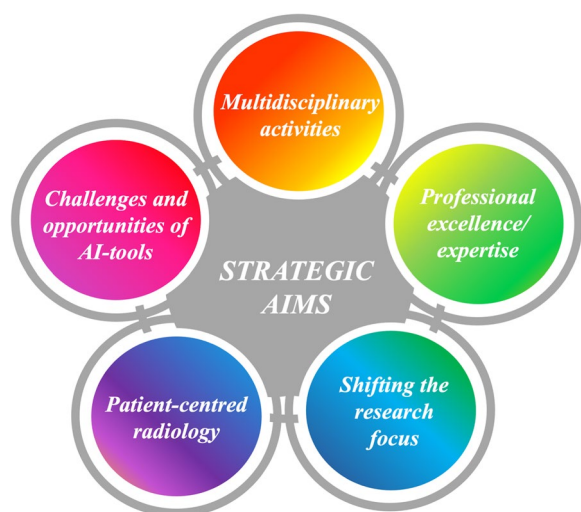 Multidisciplinary
activities
Challenges and
opportunities of
AI-tools
Professional
excellence/
expertise
STRATEGIC
AIMS
Patient-centred
radiology
Shifting the
research
focus